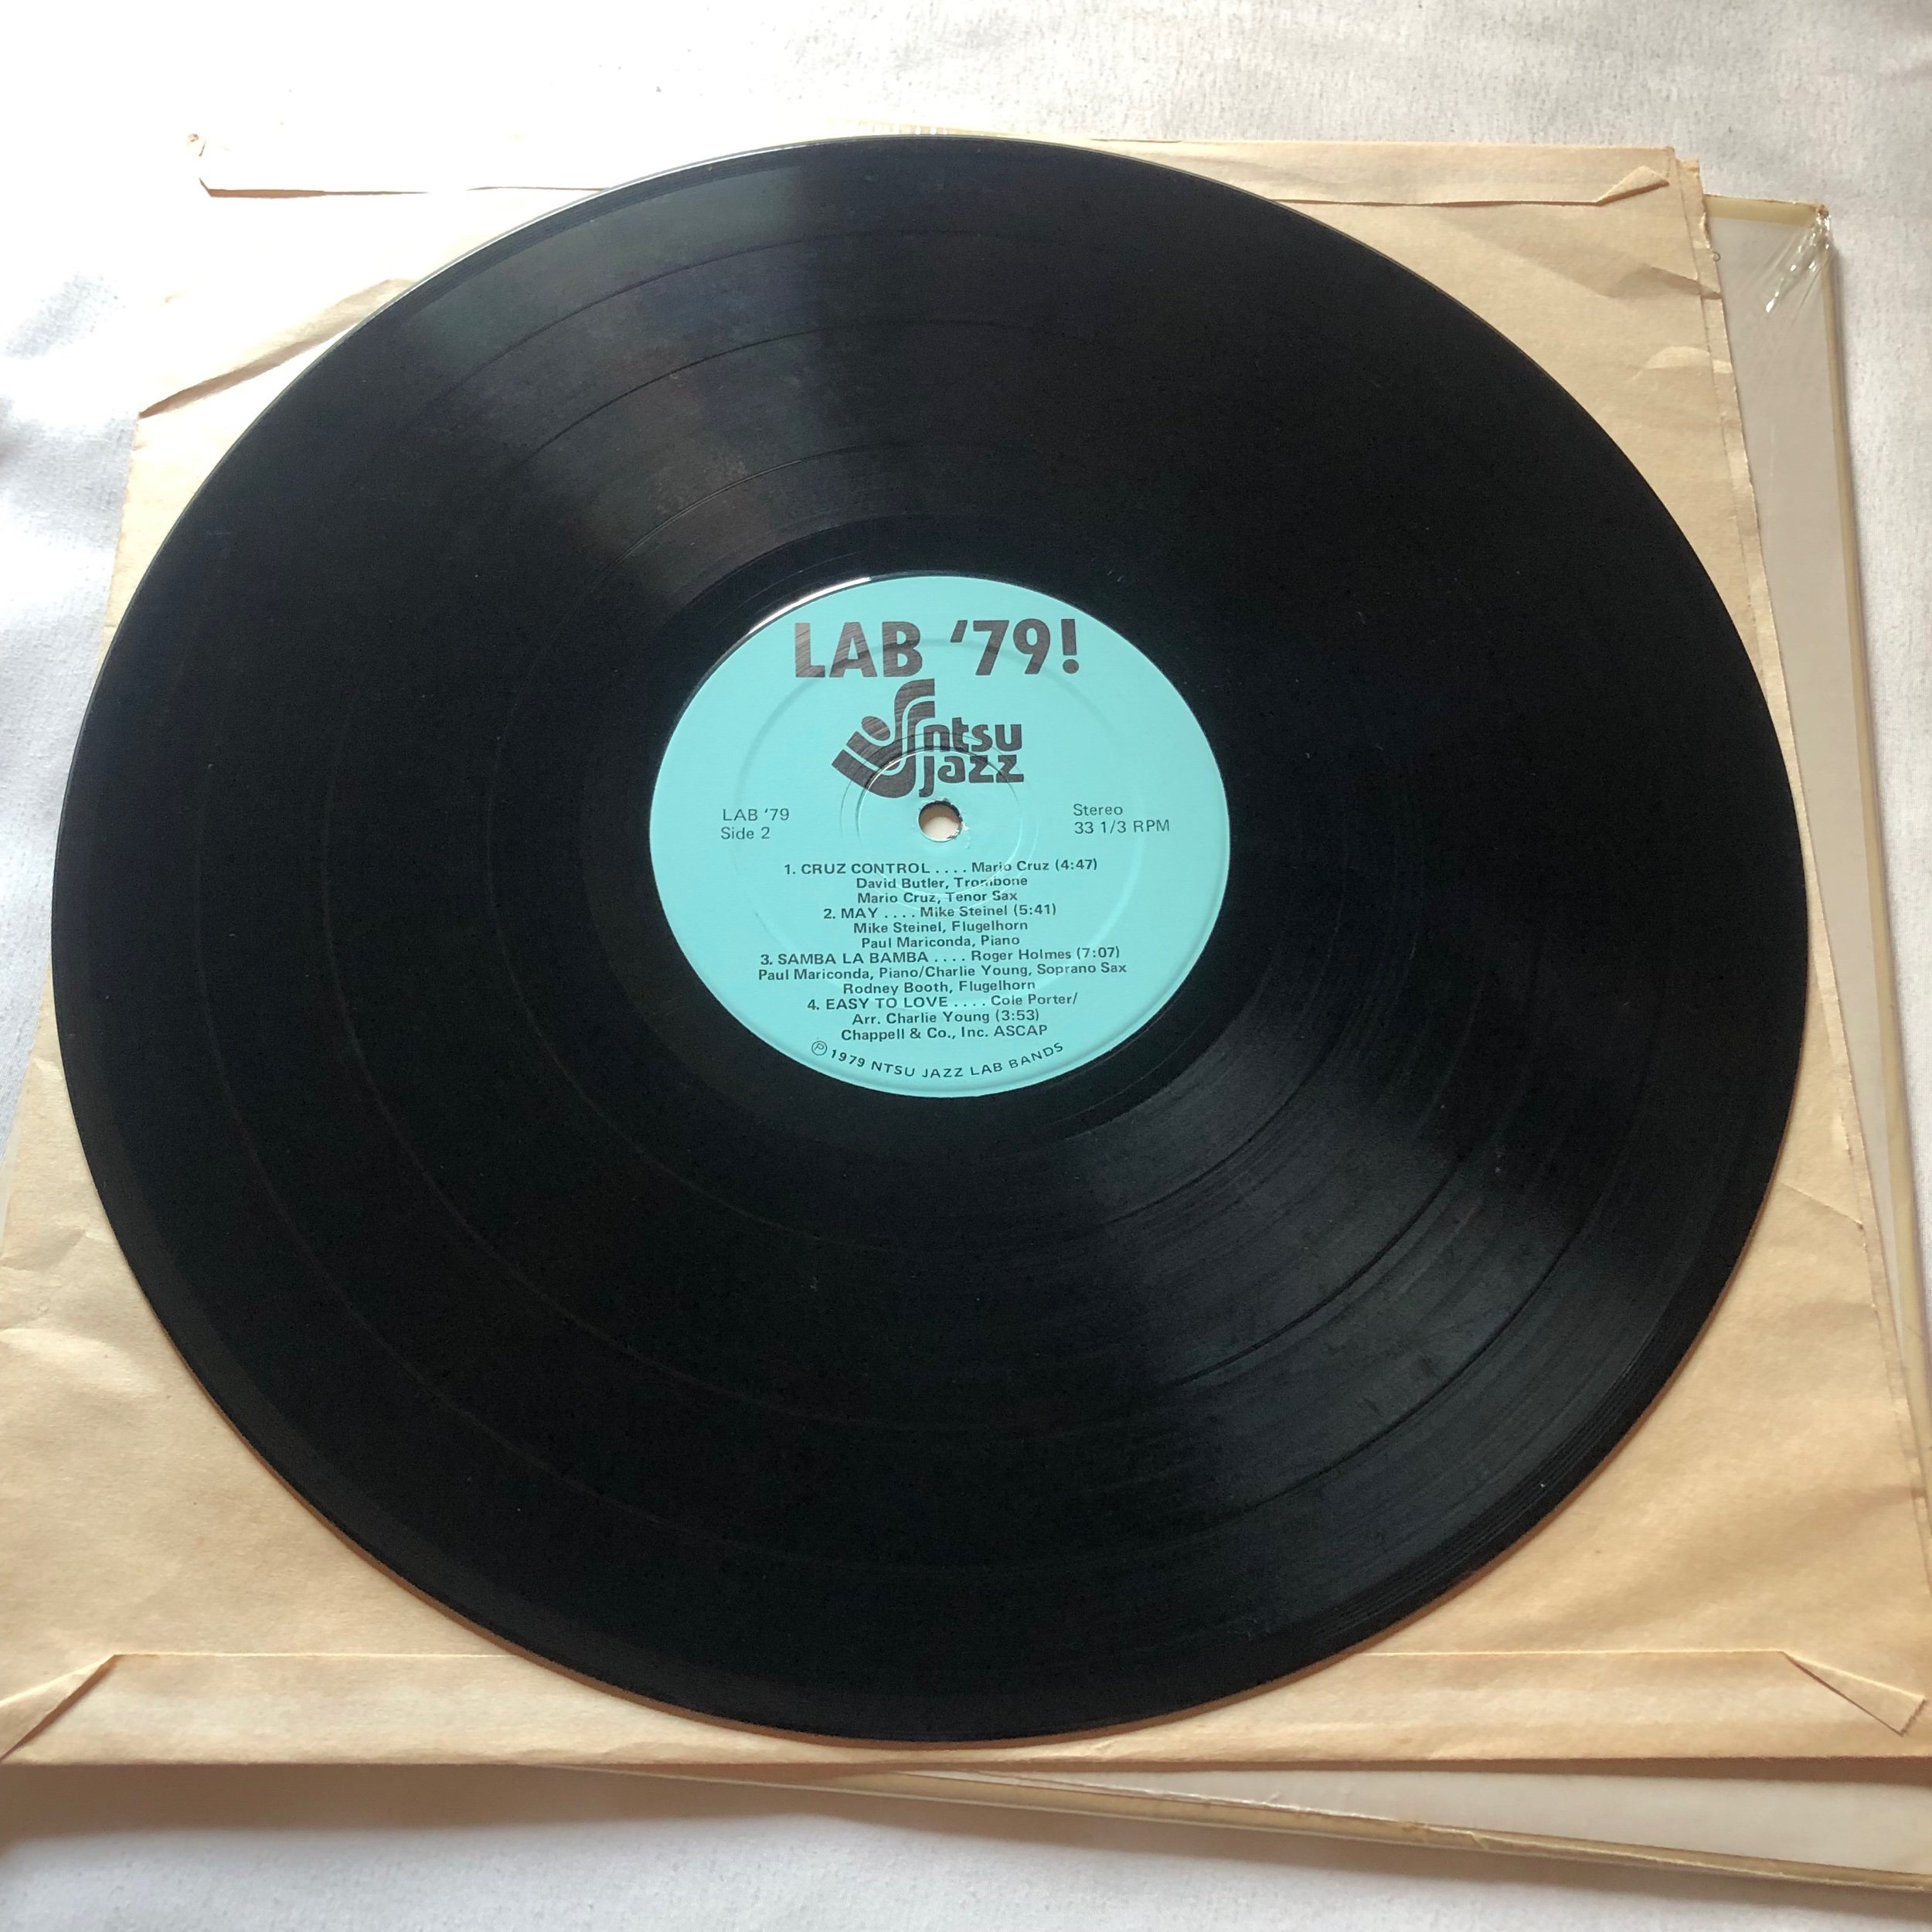 LAB '79!
ntsu
jazz
LAB '79
Side 2
Stereo
33 1/3 RPM
1. CRUZ CONTROL . . . . Mario Cruz (4:47)
David Butler, Trombone
Mario Cruz, Tenor Sax
2. MAY . . . . Mike Steinel (5:41)
Mike Steinel, Flugelhorn
Paul Mariconda, Piano
3. SAMBA LA BAMBA . . . . Roger Holmes (7:07)
Paul Mariconda, Piano/Charlie Young, Soprano Sax
Rodney Booth, Flugelhorn
4. EASY TO LOVE . . . . Cole Porter/
Arr. Charlie Young (3:53)
Chappell & Co., Inc. ASCAP
Ⓟ 1979 NTSU JAZZ LAB BANDS